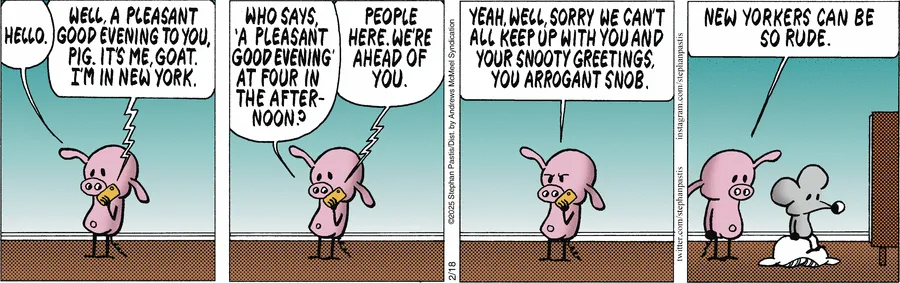 HELLO.
WELL, A PLEASANT
GOOD EVENING TO YOU,
PIG. IT'S ME, GOAT.
I'M IN NEW YORK.
WHO SAYS,
'A PLEASANT
GOOD EVENING'
AT FOUR IN
THE AFTER-
NOON?
PEOPLE
HERE. WE'RE
AHEAD OF
YOU.
©2025 Stephan Pastis/Dist. by Andrews McMeel Syndication
2/18
YEAH, WELL, SORRY WE CAN'T
ALL KEEP UP WITH YOU AND
YOUR SNOOTY GREETINGS,
YOU ARROGANT SNOB.
twitter.com/stephanpastis
instagram.com/stephanpastis
NEW YORKERS CAN BE
SO RUDE.